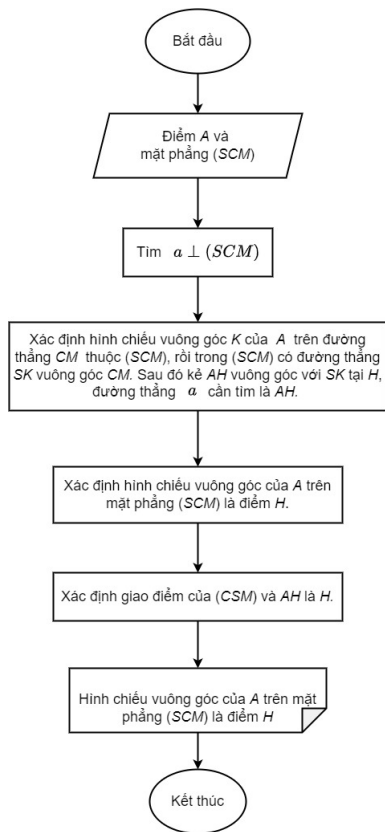 Bắt đầu
Điểm A và
mặt phẳng (SCM)
Tìm a ⊥ (SCM)
Xác định hình chiếu vuông góc K của A trên đường
thẳng CM thuộc (SCM), rồi trong (SCM) có đường thẳng
SK vuông góc CM. Sau đó kẻ AH vuông góc với SK tại H,
đường thẳng a cần tìm là AH.
Xác định hình chiếu vuông góc của A trên
mặt phẳng (SCM) là điểm H.
Xác định giao điểm của (CSM) và AH là H.
Hình chiếu vuông góc của A trên mặt
phẳng (SCM) là điểm H
Kết thúc